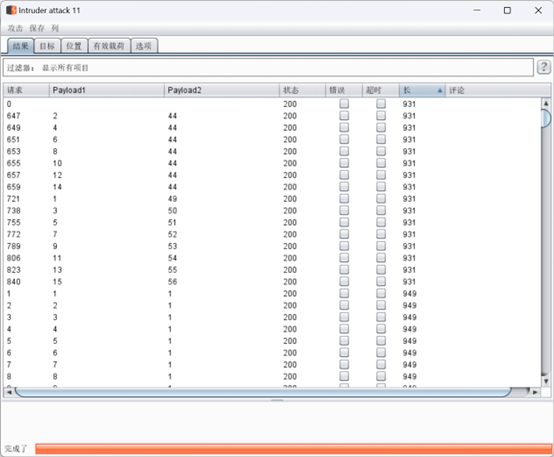 Intruder attack 11
攻击 保存 列
结果 目标 位置 有效载荷 选项
过滤器: 显示所有项目 ?
请求 Payload1 Payload2 状态 错误 超时 长 评论
0 200 931
647 2 44 200 931
649 4 44 200 931
651 6 44 200 931
653 8 44 200 931
655 10 44 200 931
657 12 44 200 931
659 14 44 200 931
721 1 49 200 931
738 3 50 200 931
755 5 51 200 931
772 7 52 200 931
789 9 53 200 931
806 11 54 200 931
823 13 55 200 931
840 15 56 200 931
1 1 1 200 949
2 2 1 200 949
3 3 1 200 949
4 4 1 200 949
5 5 1 200 949
6 6 1 200 949
7 7 1 200 949
8 8 1 200 949
完成了